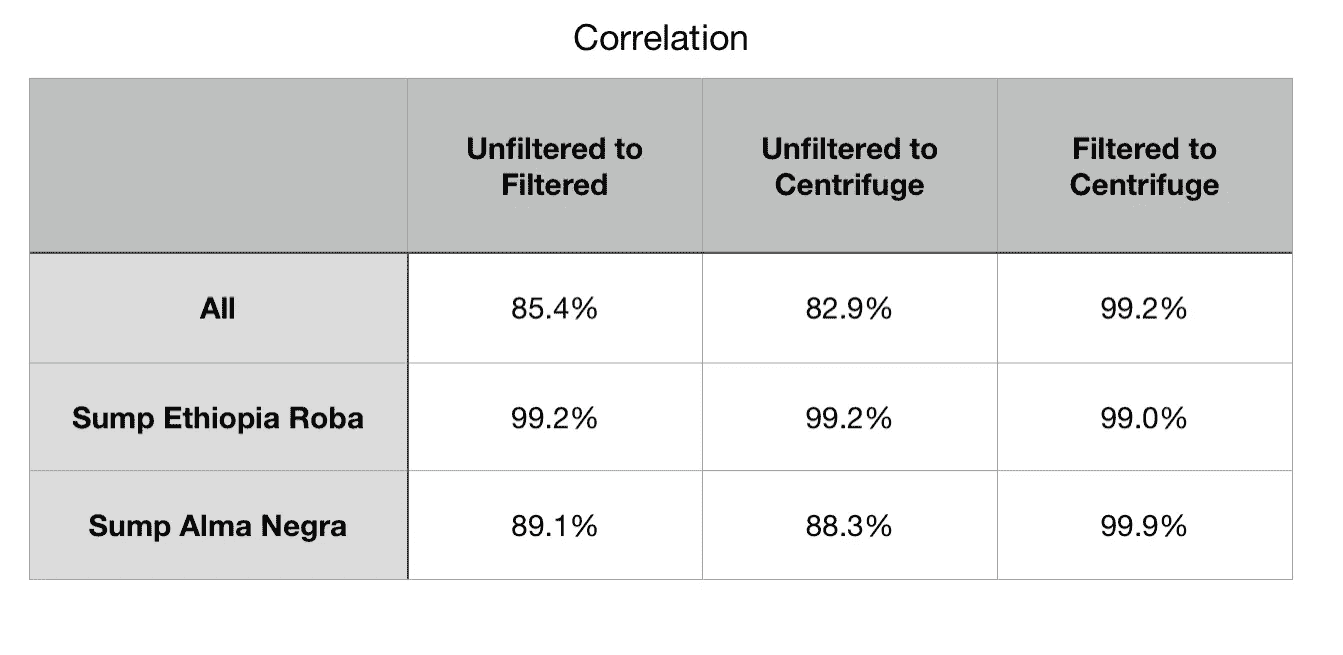 Correlation
Unfiltered to
Filtered
Unfiltered to
Centrifuge
Filtered to
Centrifuge
All
85.4%
82.9%
99.2%
Sump Ethiopia Roba
99.2%
99.2%
99.0%
Sump Alma Negra
89.1%
88.3%
99.9%